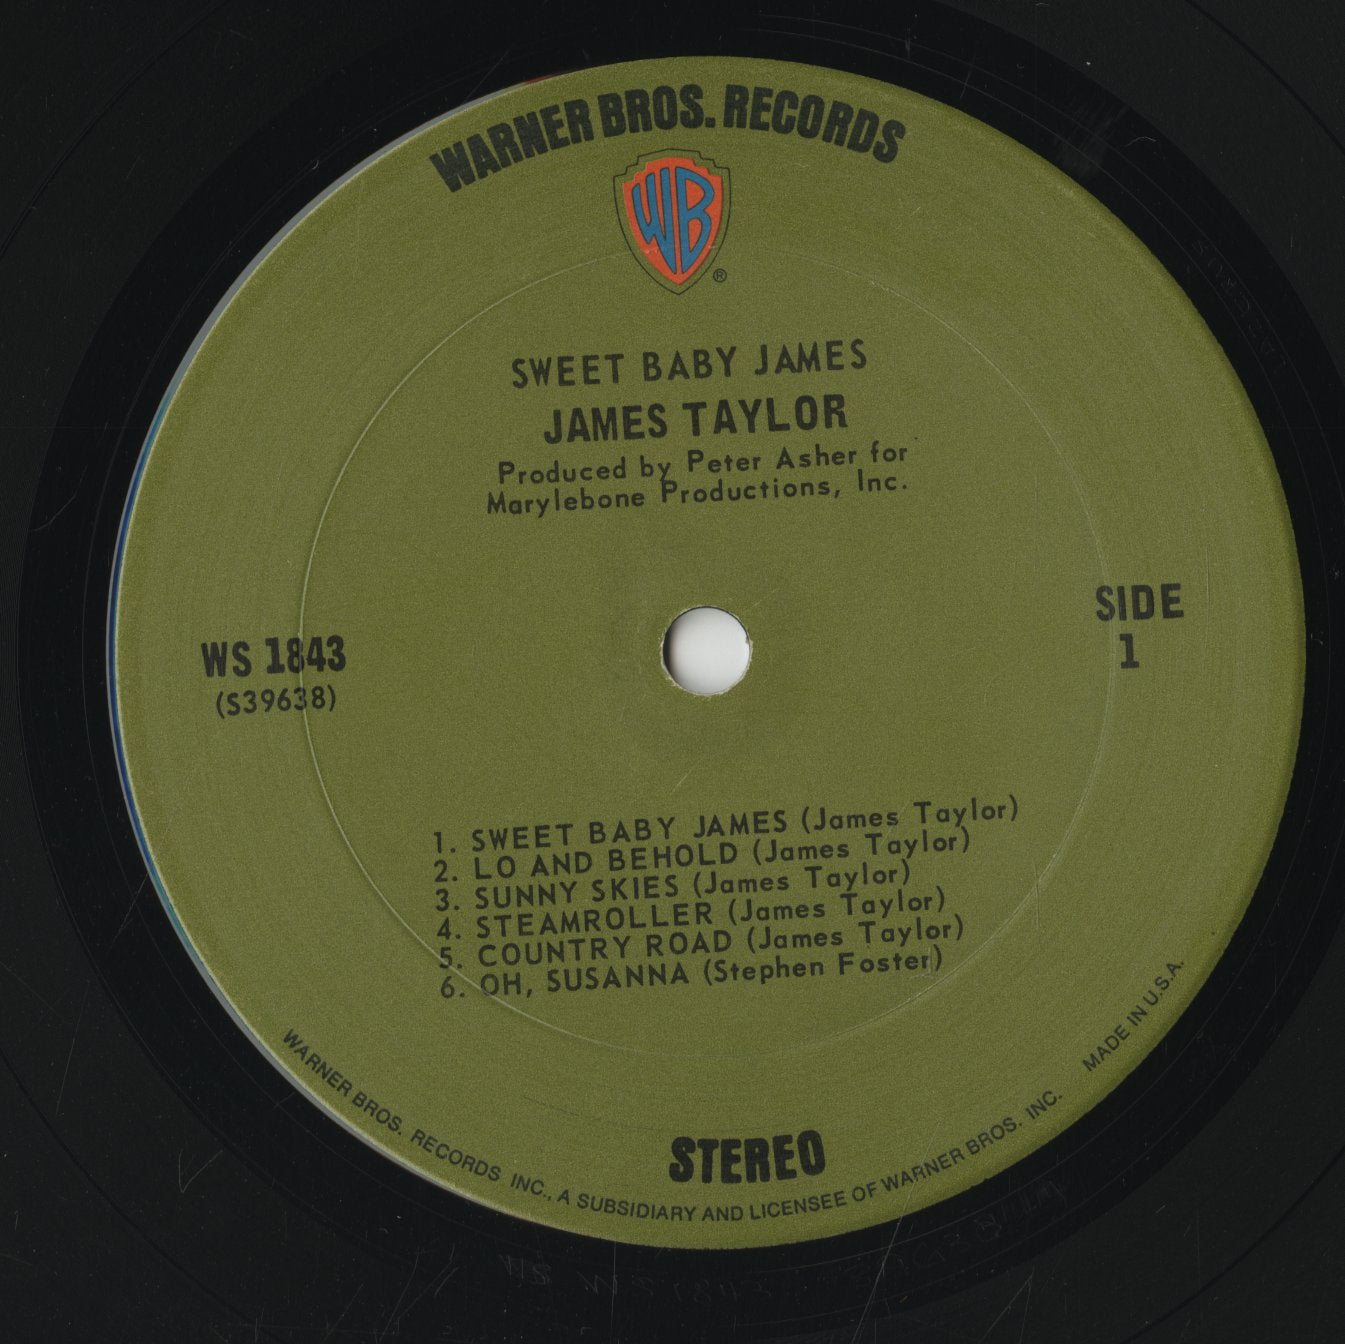 WARNER BROS. RECORDS
WB
®
SWEET BABY JAMES
JAMES TAYLOR
Produced by Peter Asher for
Marylebone Productions, Inc.
SIDE
1
WS 1843
(S39638)
1. SWEET BABY JAMES (James Taylor)
2. LO AND BEHOLD (James Taylor)
3. SUNNY SKIES (James Taylor)
4. STEAMROLLER (James Taylor)
5. COUNTRY ROAD (James Taylor)
6. OH, SUSANNA (Stephen Foster)
STEREO
WARNER BROS. RECORDS INC., A SUBSIDIARY AND LICENSEE OF WARNER BROS. INC.
MADE IN U.S.A.